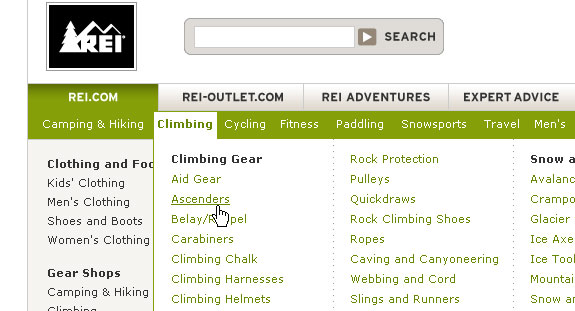 REI
SEARCH
REI.COM REI-OUTLET.COM REI ADVENTURES EXPERT ADVICE
Camping & Hiking Climbing Cycling Fitness Paddling Snowsports Travel Men's
Clothing and Foo
Kids' Clothing
Men's Clothing
Shoes and Boots
Women's Clothing
Gear Shops
Camping & Hiking
Climbing
Climbing Gear
Aid Gear
Ascenders
Belay/R pel
Carabiners
Climbing Chalk
Climbing Harnesses
Climbing Helmets
Rock Protection
Pulleys
Quickdraws
Rock Climbing Shoes
Ropes
Caving and Canyoneering
Webbing and Cord
Slings and Runners
Snow a
Avalanc
Crampo
Glacier
Ice Axe
Ice Tool
Mountai
Snow an